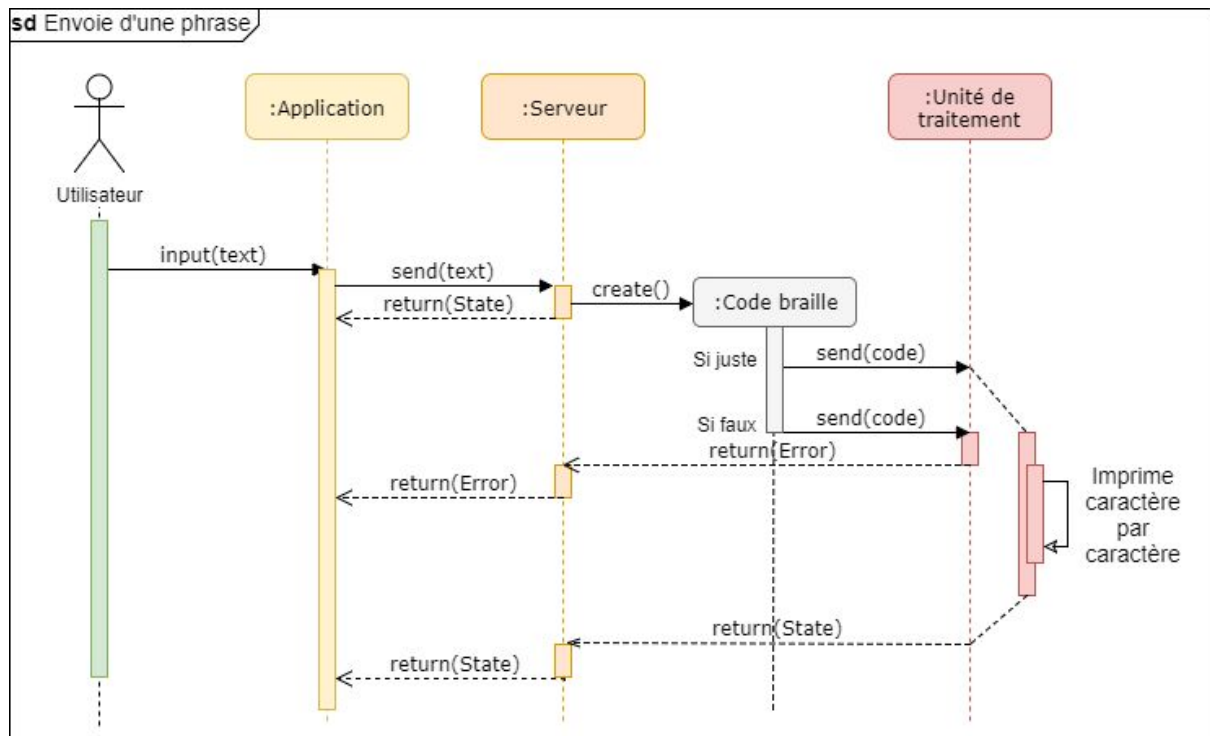 sd Envoie d'une phrase
:Application
:Serveur
:Unité de
traitement
Utilisateur
input(text)
send(text)
create()
:Code braille
return(State)
Si juste
send(code)
Si faux
send(code)
return(Error)
return(Error)
Imprime
caractère
par
caractère
return(State)
return(State)